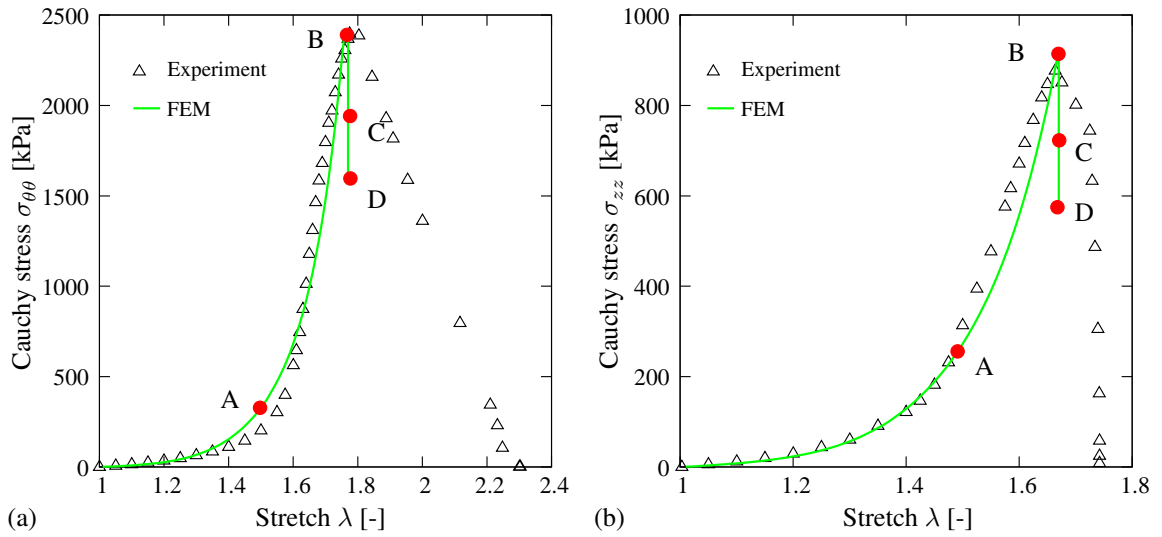 2500
2000
1500
1000
500
0
Cauchy stress σθθ [kPa]
B
Experiment
FEM
C
D
A
1 1.2 1.4 1.6 1.8 2 2.2 2.4
(a) Stretch λ [-]
1000
800
600
400
200
0
Cauchy stress σzz [kPa]
B
Experiment
FEM
C
D
A
1 1.2 1.4 1.6 1.8
(b) Stretch λ [-]